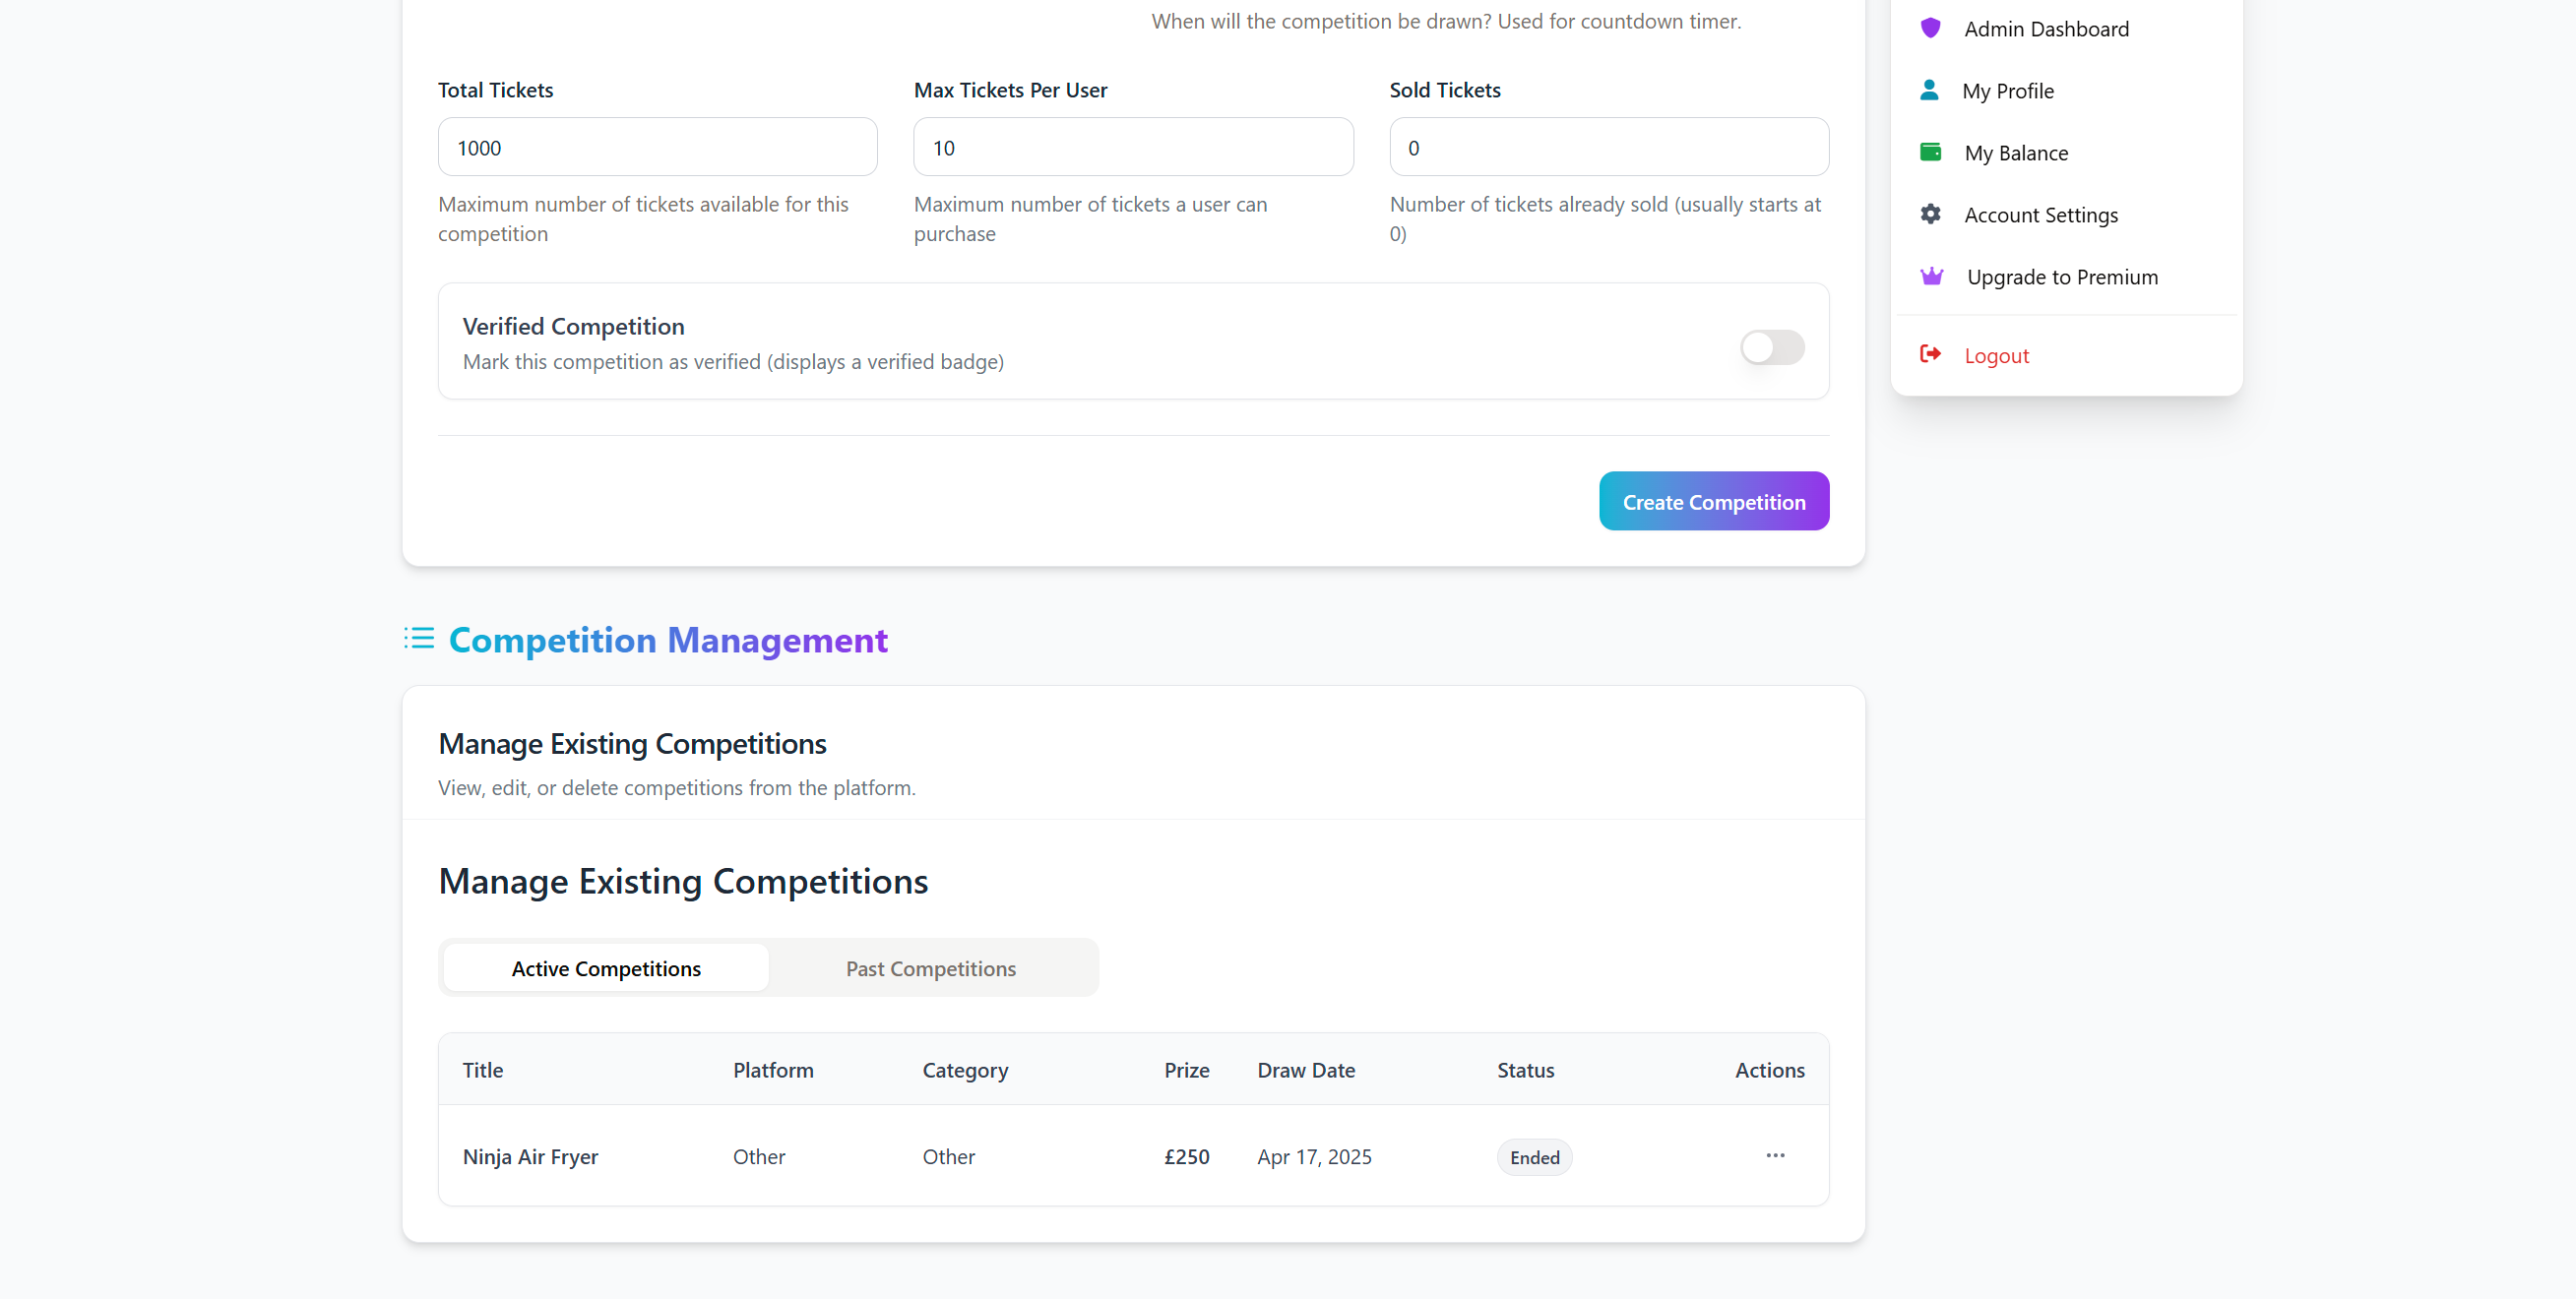 When will the competition be drawn? Used for countdown timer.
Total Tickets
Max Tickets Per User
Sold Tickets
1000
10
0
Maximum number of tickets available for this
competition
Maximum number of tickets a user can
purchase
Number of tickets already sold (usually starts at
0)
Verified Competition
Mark this competition as verified (displays a verified badge)
Create Competition
Admin Dashboard
My Profile
My Balance
Account Settings
Upgrade to Premium
Logout
Competition Management
Manage Existing Competitions
View, edit, or delete competitions from the platform.
Manage Existing Competitions
Active Competitions
Past Competitions
Title Platform Category Prize Draw Date Status Actions
Ninja Air Fryer Other Other £250 Apr 17, 2025 Ended ···